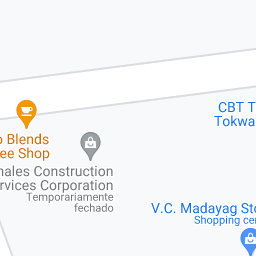 CBT T
Tokwa
o Blends
ee Shop
nales Construction
rvices Corporation
Temporariamente
fechado
V.C. Madayag Sto
Shopping cen